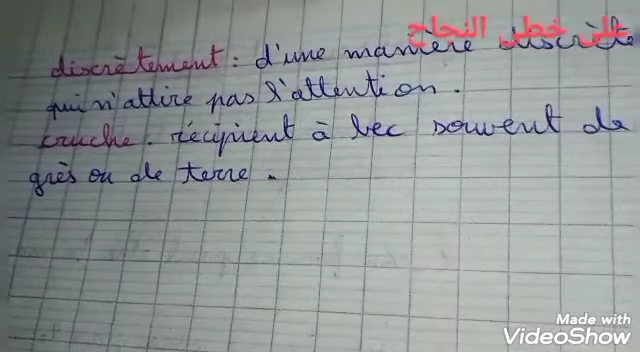 على خطى النجاح
discrètement : d'une manière discrète
qui n'attire pas l'attention.
cruche. récipient à bec souvent de
grès ou de terre.
Made with
VideoShow